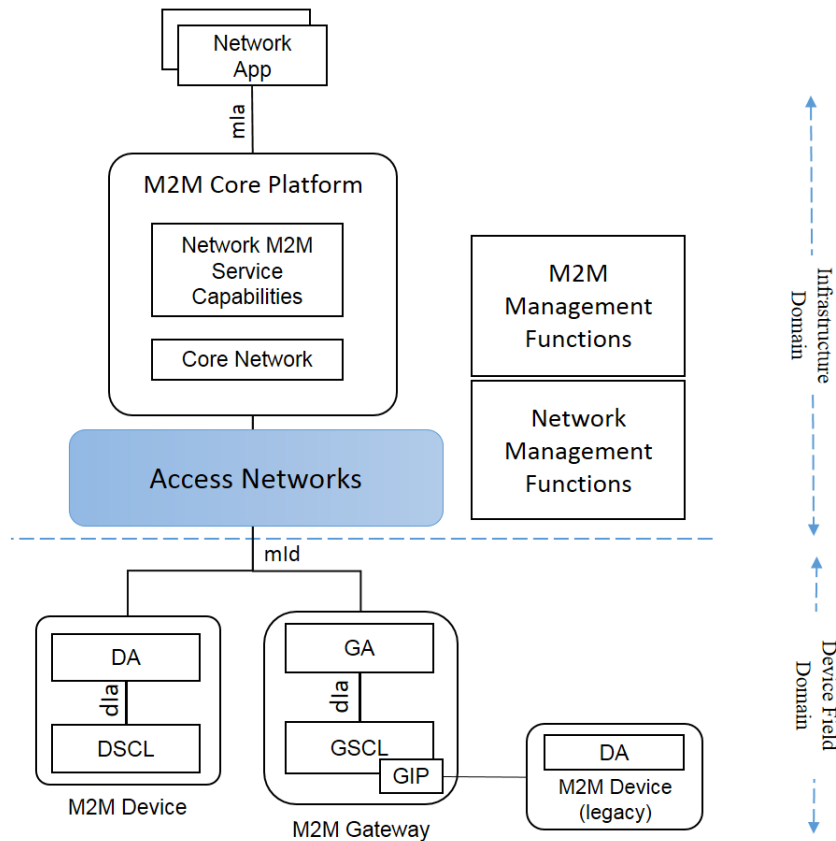 Network
App
mIa
M2M Core Platform
Network M2M
Service
Capabilities
Core Network
M2M
Management
Functions
Network
Management
Functions
Infrastructure
Domain
Access Networks
mId
DA
dIa
DSCL
M2M Device
GA
dIa
GSCL
GIP
M2M Gateway
DA
M2M Device
(legacy)
Device Field
Domain